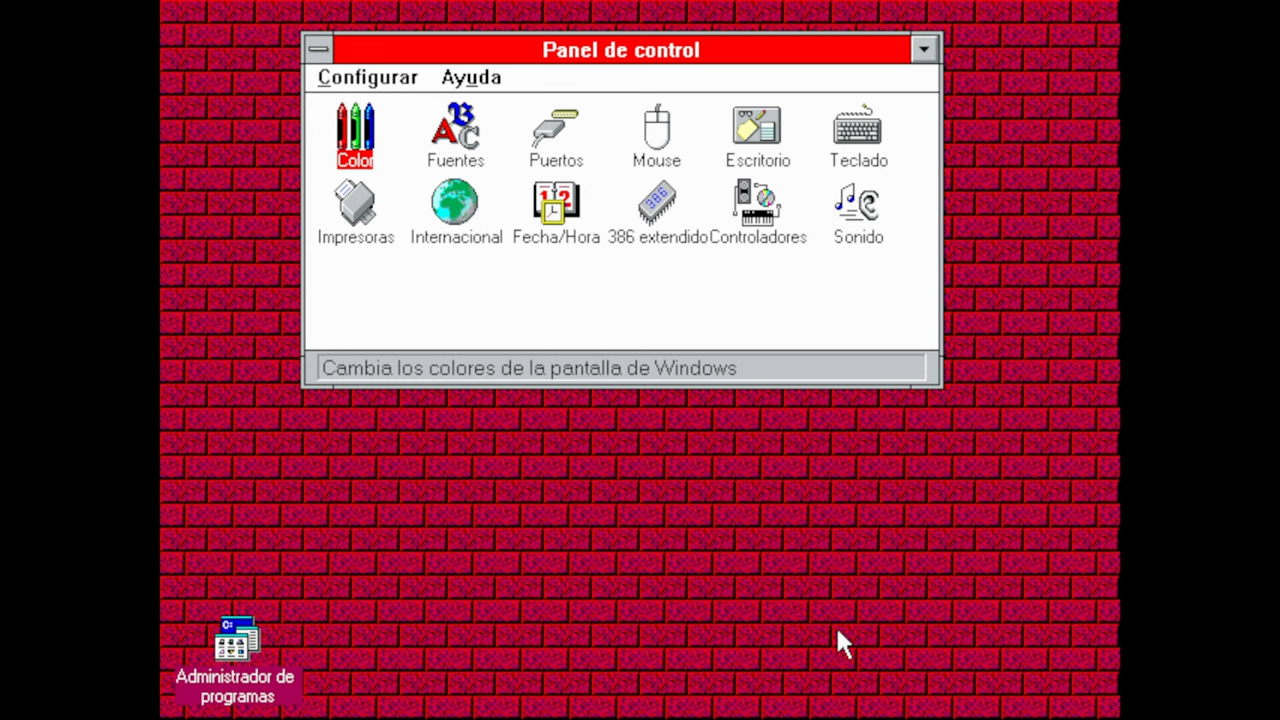 Panel de control
Configurar Ayuda
Color Fuentes Puertos Mouse Escritorio Teclado
Impresoras Internacional Fecha/Hora 386 extendido Controladores Sonido
Cambia los colores de la pantalla de Windows
Administrador de
programas